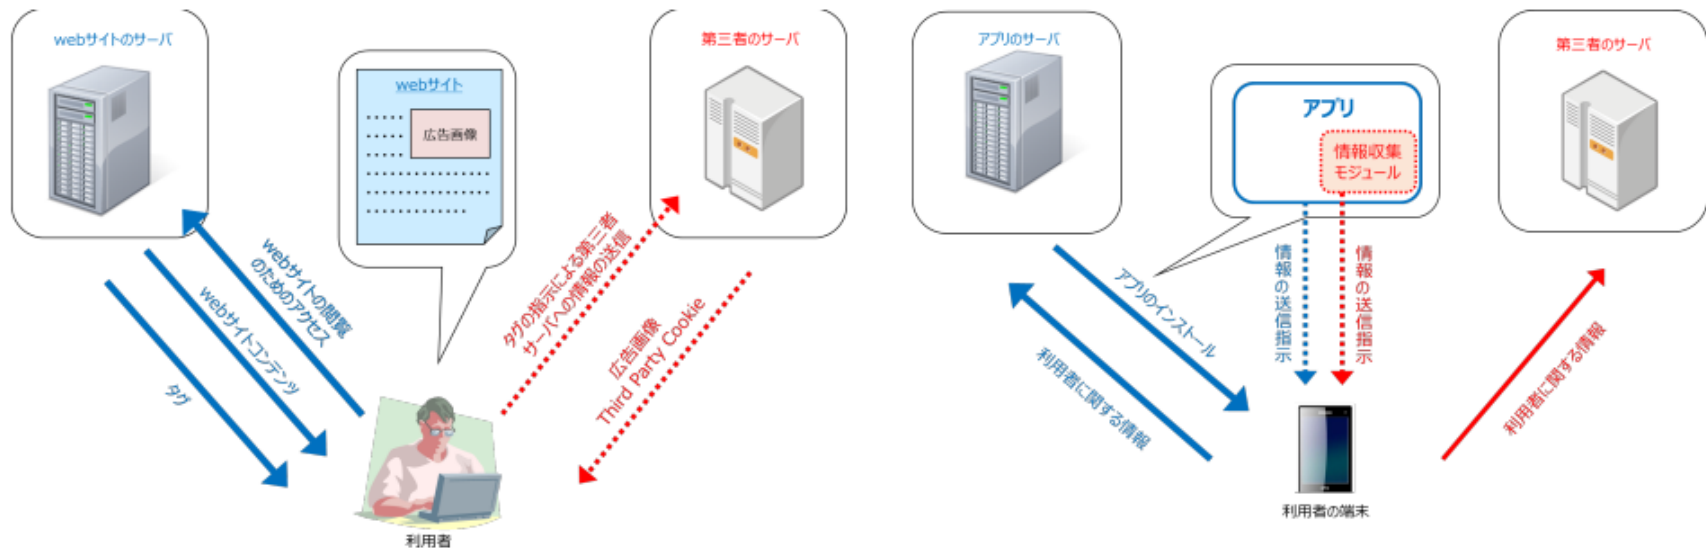 webサイトのサーバ
webサイト
広告画像
第三者のサーバ
webサイトの閲覧
のためのアクセス
webサイトコンテンツ
タグ
タグの指示による第三者
サーバへの情報の送信
広告画像
Third Party Cookie
利用者
アプリのサーバ
アプリ
情報収集
モジュール
第三者のサーバ
アプリのインストール
利用者に関する情報
情報の送信指示
情報の送信指示
利用者に関する情報
利用者の端末